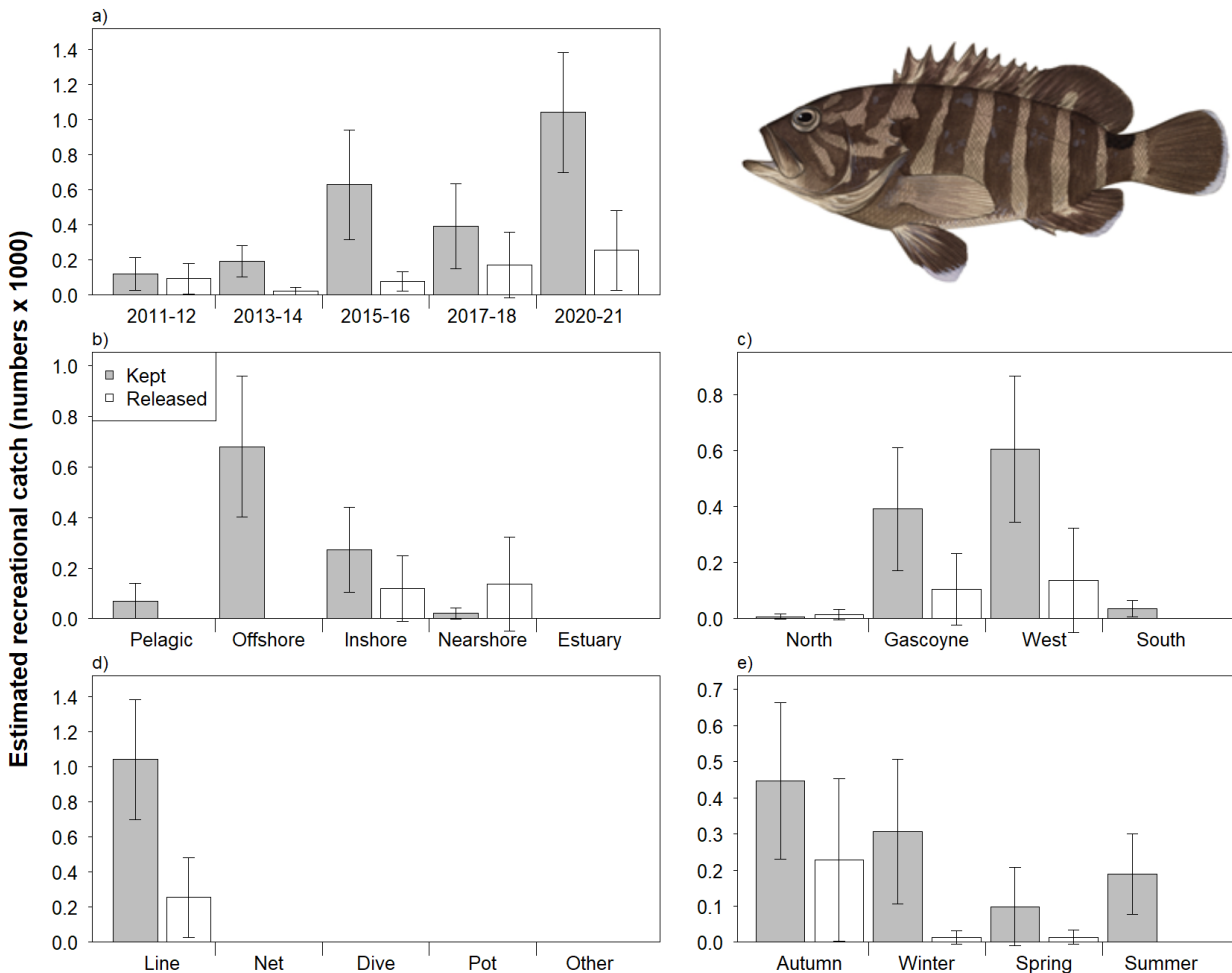 Estimated recreational catch (numbers x 1000)
a)
1.4
1.2
1.0
0.8
0.6
0.4
0.2
0.0
2011-12 2013-14 2015-16 2017-18 2020-21
b)
Kept
Released
1.0
0.8
0.6
0.4
0.2
0.0
Pelagic Offshore Inshore Nearshore Estuary
c)
0.8
0.6
0.4
0.2
0.0
North Gascoyne West South
d)
1.4
1.2
1.0
0.8
0.6
0.4
0.2
0.0
Line Net Dive Pot Other
e)
0.7
0.6
0.5
0.4
0.3
0.2
0.1
0.0
Autumn Winter Spring Summer